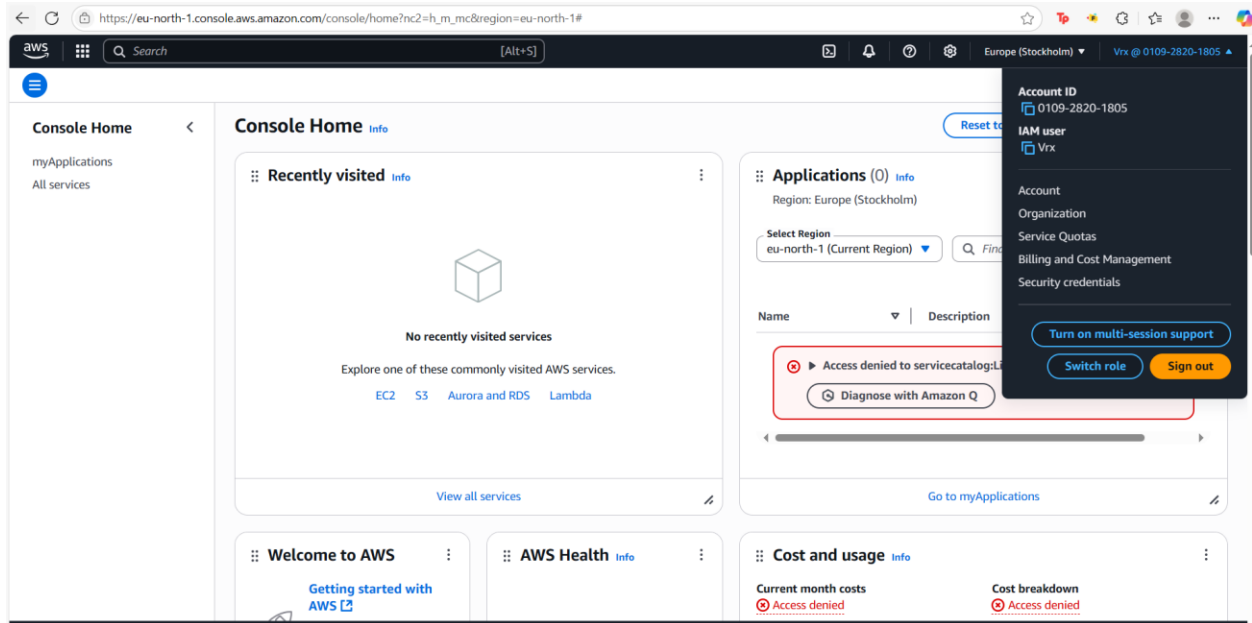 https://eu-north-1.console.aws.amazon.com/console/home?nc2=h_m_mc&region=eu-north-1#
aws
Search [Alt+S]
Europe (Stockholm)
Vrx @ 0109-2820-1805
Account ID
0109-2820-1805
IAM user
Vrx
Account
Organization
Service Quotas
Billing and Cost Management
Security credentials
Turn on multi-session support
Switch role
Sign out
Console Home
myApplications
All services
Console Home Info
Reset to
Recently visited Info
No recently visited services
Explore one of these commonly visited AWS services.
EC2 S3 Aurora and RDS Lambda
View all services
Applications (0) Info
Region: Europe (Stockholm)
Select Region
eu-north-1 (Current Region)
Name Description
Access denied to servicecatalog:Li
Diagnose with Amazon Q
Go to myApplications
Welcome to AWS
Getting started with
AWS
AWS Health Info
Cost and usage Info
Current month costs
Access denied
Cost breakdown
Access denied